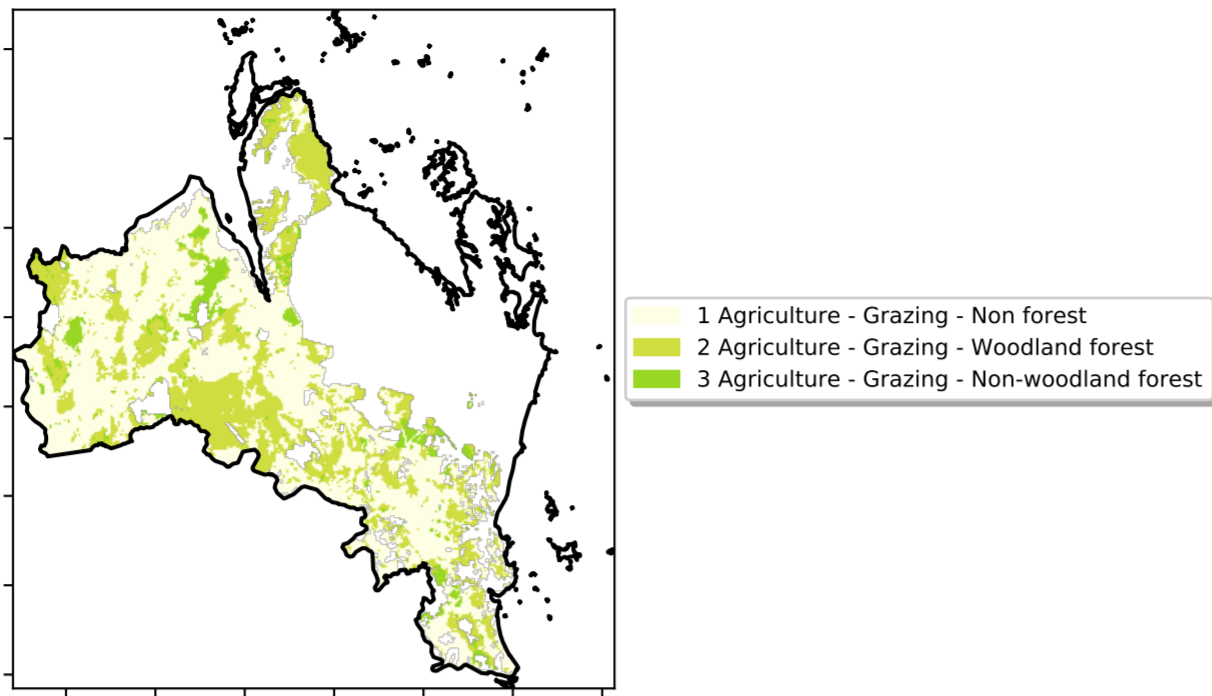 1 Agriculture - Grazing - Non forest
2 Agriculture - Grazing - Woodland forest
3 Agriculture - Grazing - Non-woodland forest